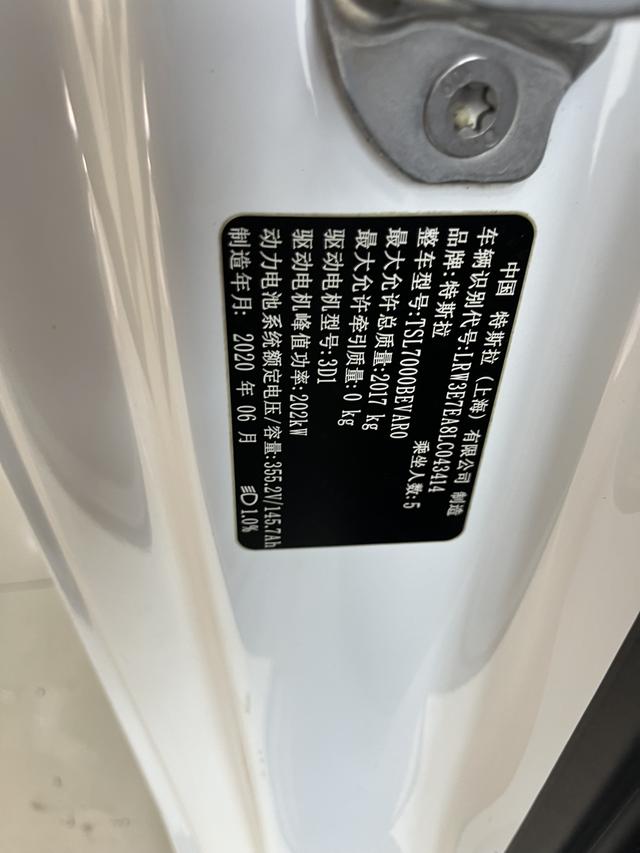 中国 特斯拉（上海）有限公司 制造
车辆识别代号:LRW3E7EA8LC043414
品牌:特斯拉
整车型号:TSL7000BEVAR0 乘坐人数:5
最大允许总质量:2017 kg
最大允许牵引质量:0 kg
驱动电机型号:3D1
驱动电机峰值功率:202kW
动力电池系统额定电压/容量:355.2V/145.7Ah
制造年月: 2020 年 06 月 1.0%